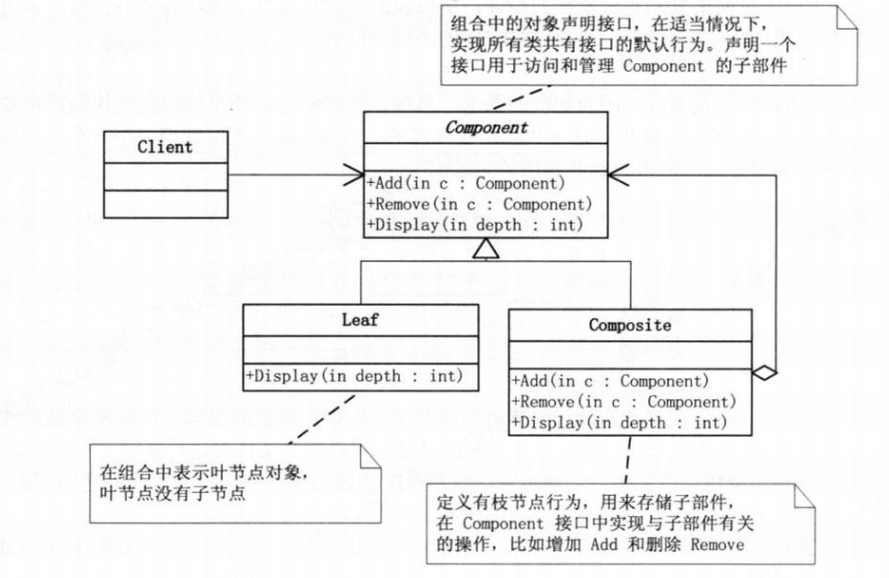 组合中的对象声明接口，在适当情况下，
实现所有类共有接口的默认行为。声明一个
接口用于访问和管理 Component 的子部件
Component
+Add(in c : Component)
+Remove(in c : Component)
+Display(in depth : int)
Client
Leaf
+Display(in depth : int)
Composite
+Add(in c : Component)
+Remove(in c : Component)
+Display(in depth : int)
在组合中表示叶节点对象，
叶节点没有子节点
定义有枝节点行为，用来存储子部件，
在 Component 接口中实现与子部件有关
的操作，比如增加 Add 和删除 Remove